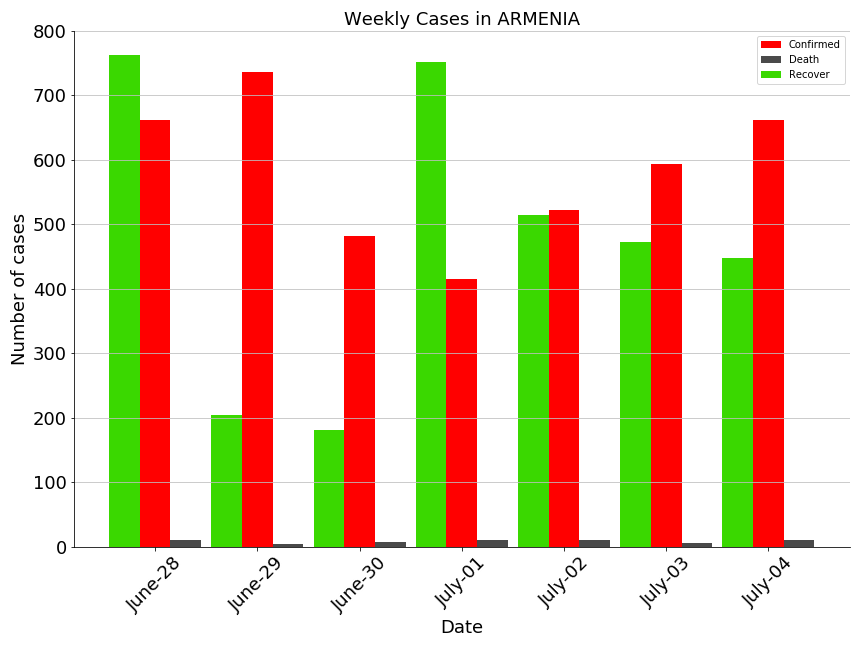 Weekly Cases in ARMENIA
Confirmed
Death
Recover
800
700
600
500
400
300
200
100
0
Number of cases
June-28
June-29
June-30
July-01
July-02
July-03
July-04
Date